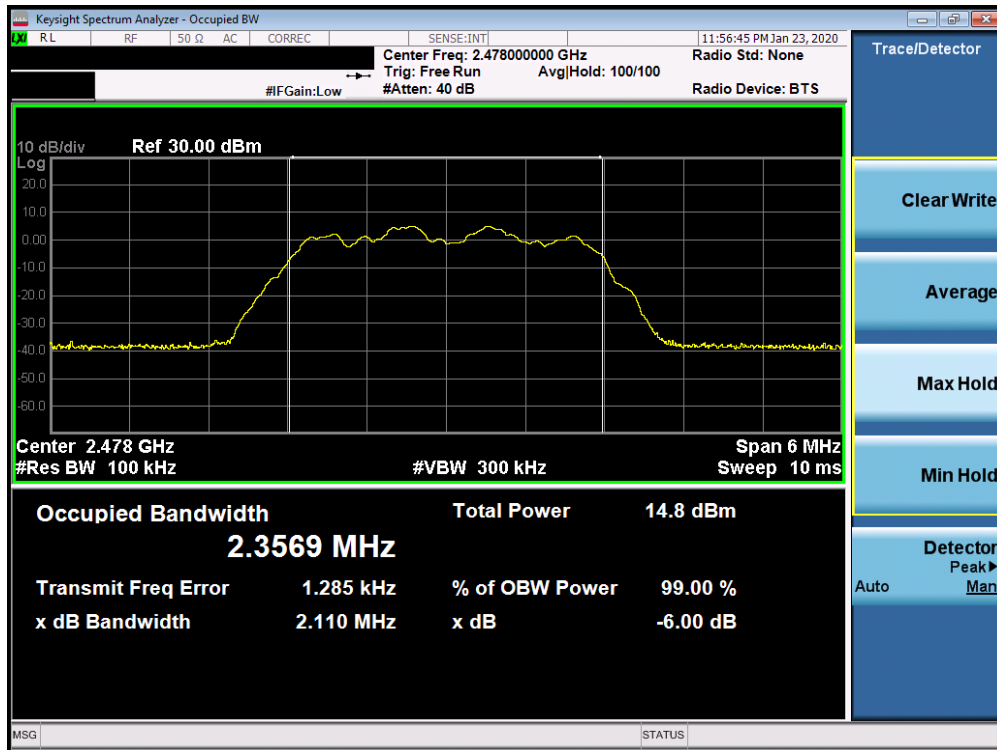 Keysight Spectrum Analyzer - Occupied BW
LXI RL RF 50 Ω AC CORREC SENSE:INT 11:56:45 PM Jan 23, 2020
Center Freq: 2.478000000 GHz Radio Std: None
Trig: Free Run Avg|Hold: 100/100
#IFGain:Low #Atten: 40 dB Radio Device: BTS
10 dB/div Ref 30.00 dBm
Log
20.0
10.0
0.00
-10.0
-20.0
-30.0
-40.0
-50.0
-60.0
Center 2.478 GHz Span 6 MHz
#Res BW 100 kHz #VBW 300 kHz Sweep 10 ms
Occupied Bandwidth Total Power 14.8 dBm
2.3569 MHz
Transmit Freq Error 1.285 kHz % of OBW Power 99.00 %
x dB Bandwidth 2.110 MHz x dB -6.00 dB
MSG STATUS
Trace/Detector
Clear Write
Average
Max Hold
Min Hold
Detector
Peak▶
Auto Man